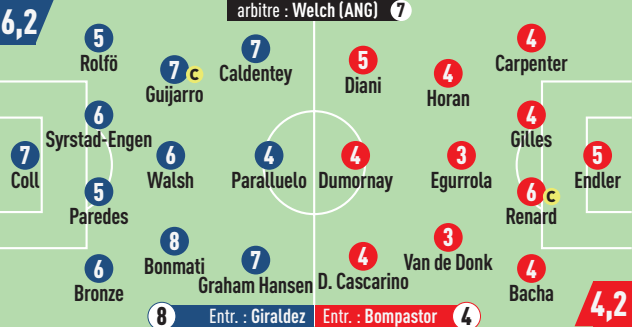 6,2
arbitre : Welch (ANG) 7
5
Rolfö
7 C
Guijarro
7
Caldentey
5
Diani
4
Horan
4
Carpenter
6
Syrstad-Engen
4
Gilles
7
Coll
6
Walsh
4
Paralluelo
4
Dumornay
3
Egurrola
5
Endler
5
Paredes
6 C
Renard
8
Bonmati
7
Graham Hansen
4
D. Cascarino
3
Van de Donk
6
Bronze
4
Bacha
8 Entr. : Giraldez
Entr. : Bompastor 4
4,2